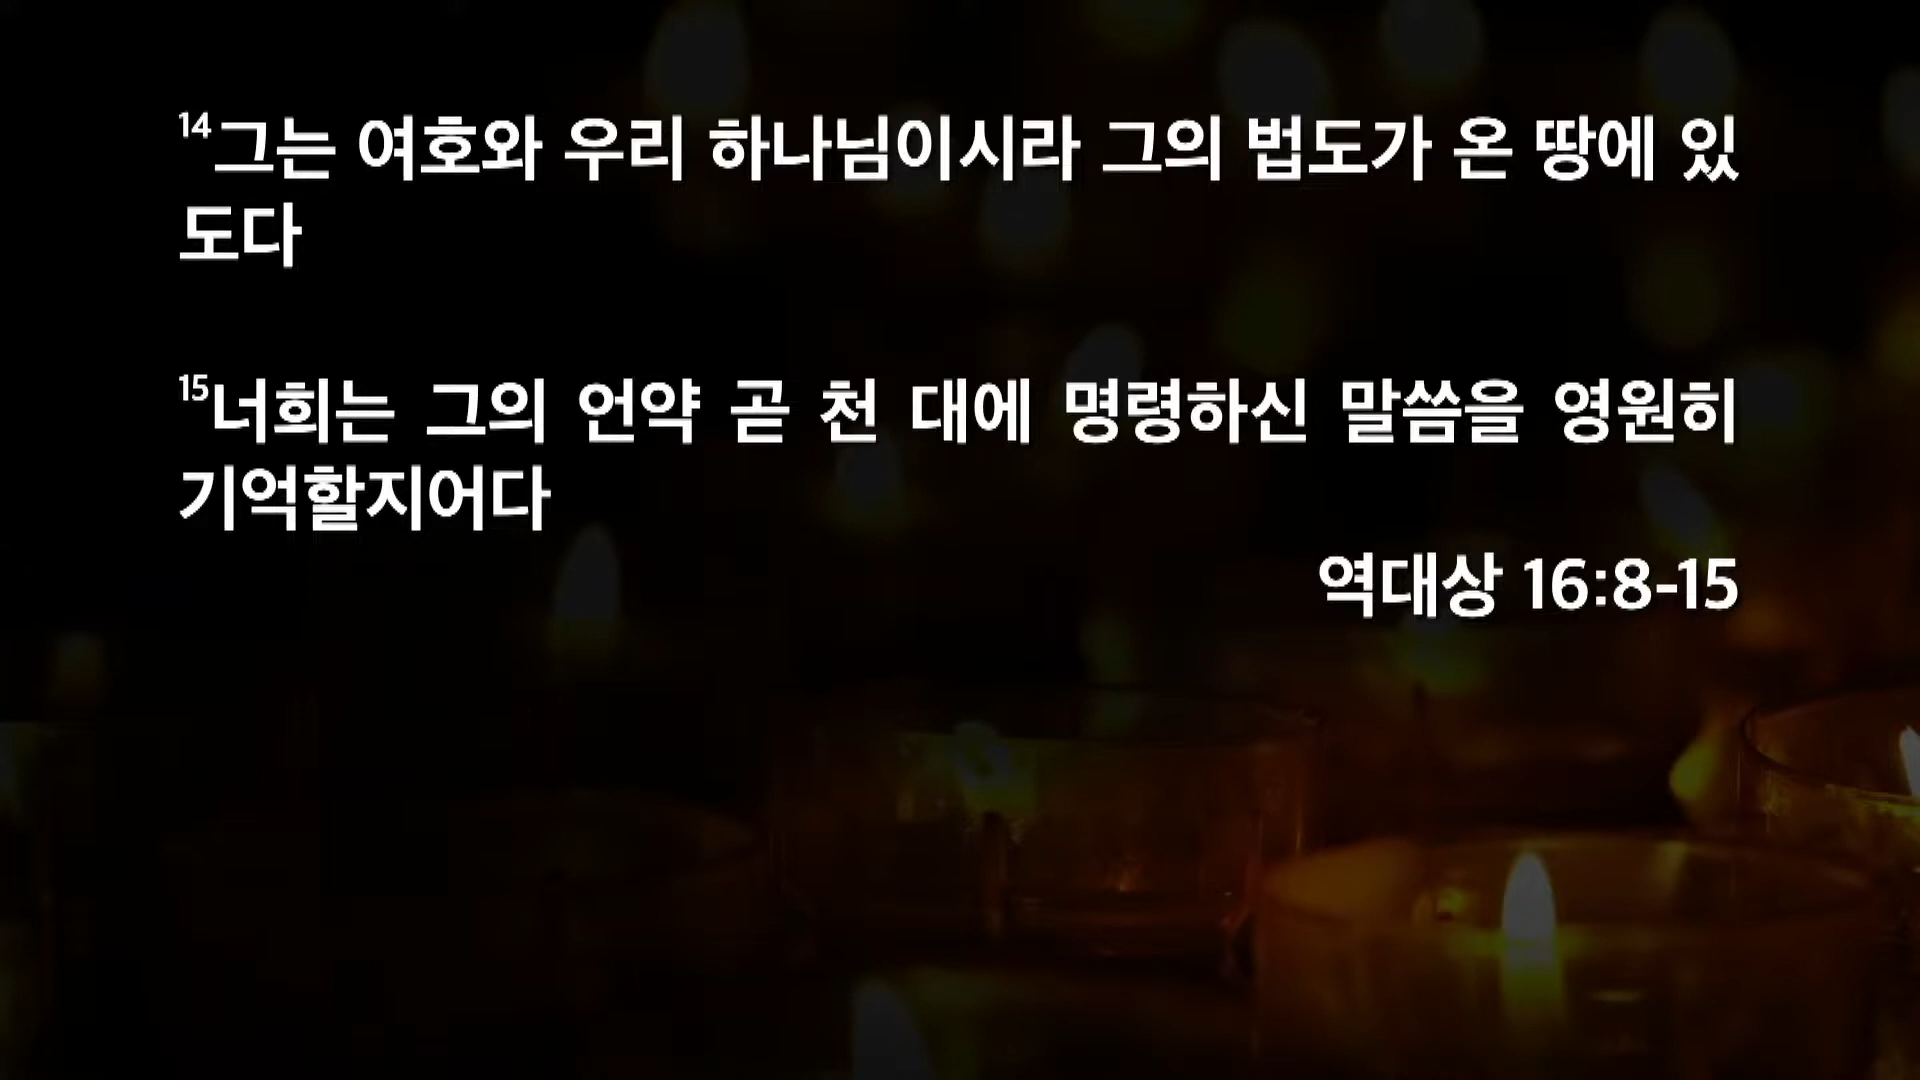 14그는 여호와 우리 하나님이시라 그의 법도가 온 땅에 있
도다
15너희는 그의 언약 곧 천 대에 명령하신 말씀을 영원히
기억할지어다
역대상 16:8-15